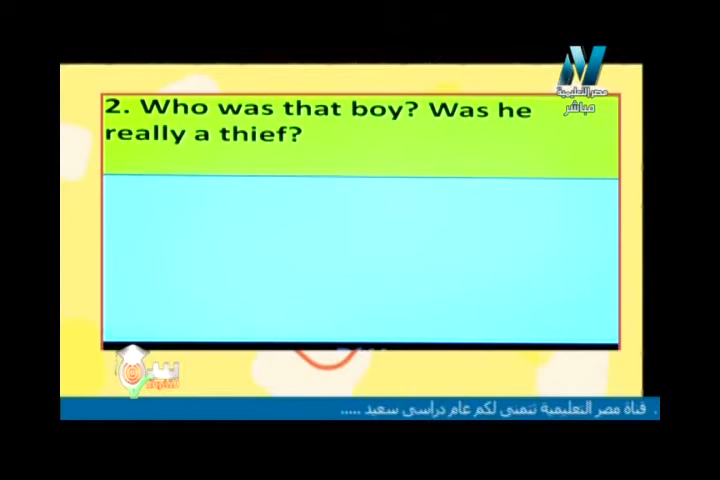 مصر التعليمية
مباشر
2. Who was that boy? Was he
really a thief?
قناة مصر التعليمية تتمنى لكم عام دراسى سعيد .....